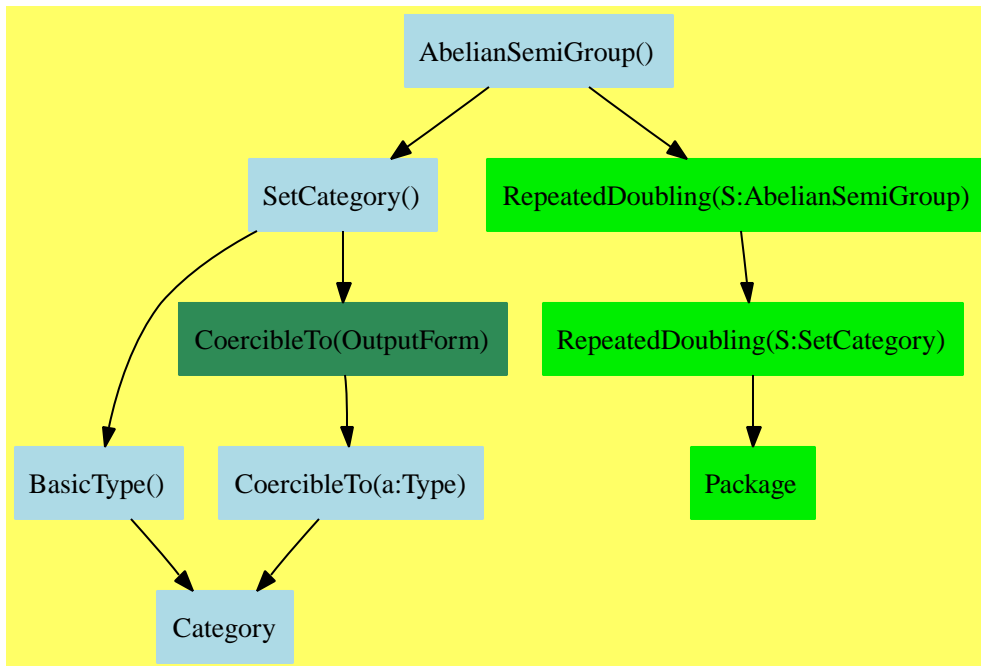 AbelianSemiGroup()
SetCategory()
RepeatedDoubling(S:AbelianSemiGroup)
CoercibleTo(OutputForm)
RepeatedDoubling(S:SetCategory)
BasicType()
CoercibleTo(a:Type)
Package
Category